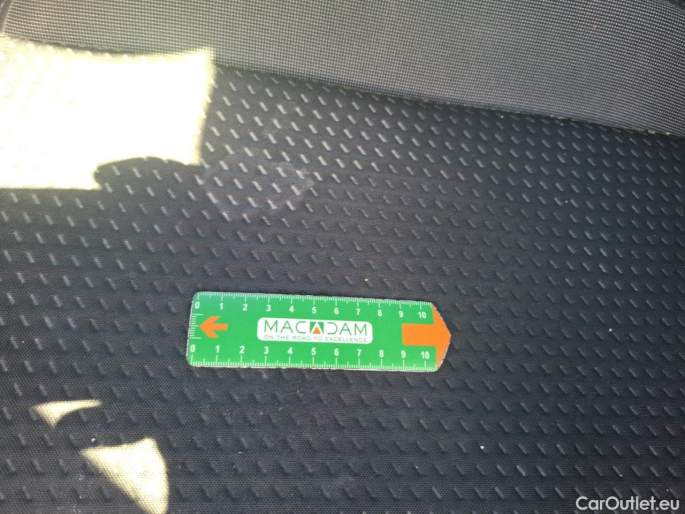 0 1 2 3 4 5 6 7 8 9 10
MACADAM
ON THE ROAD TO EXCELLENCE
0 1 2 3 4 5 6 7 8 9 10
CarOutlet.eu